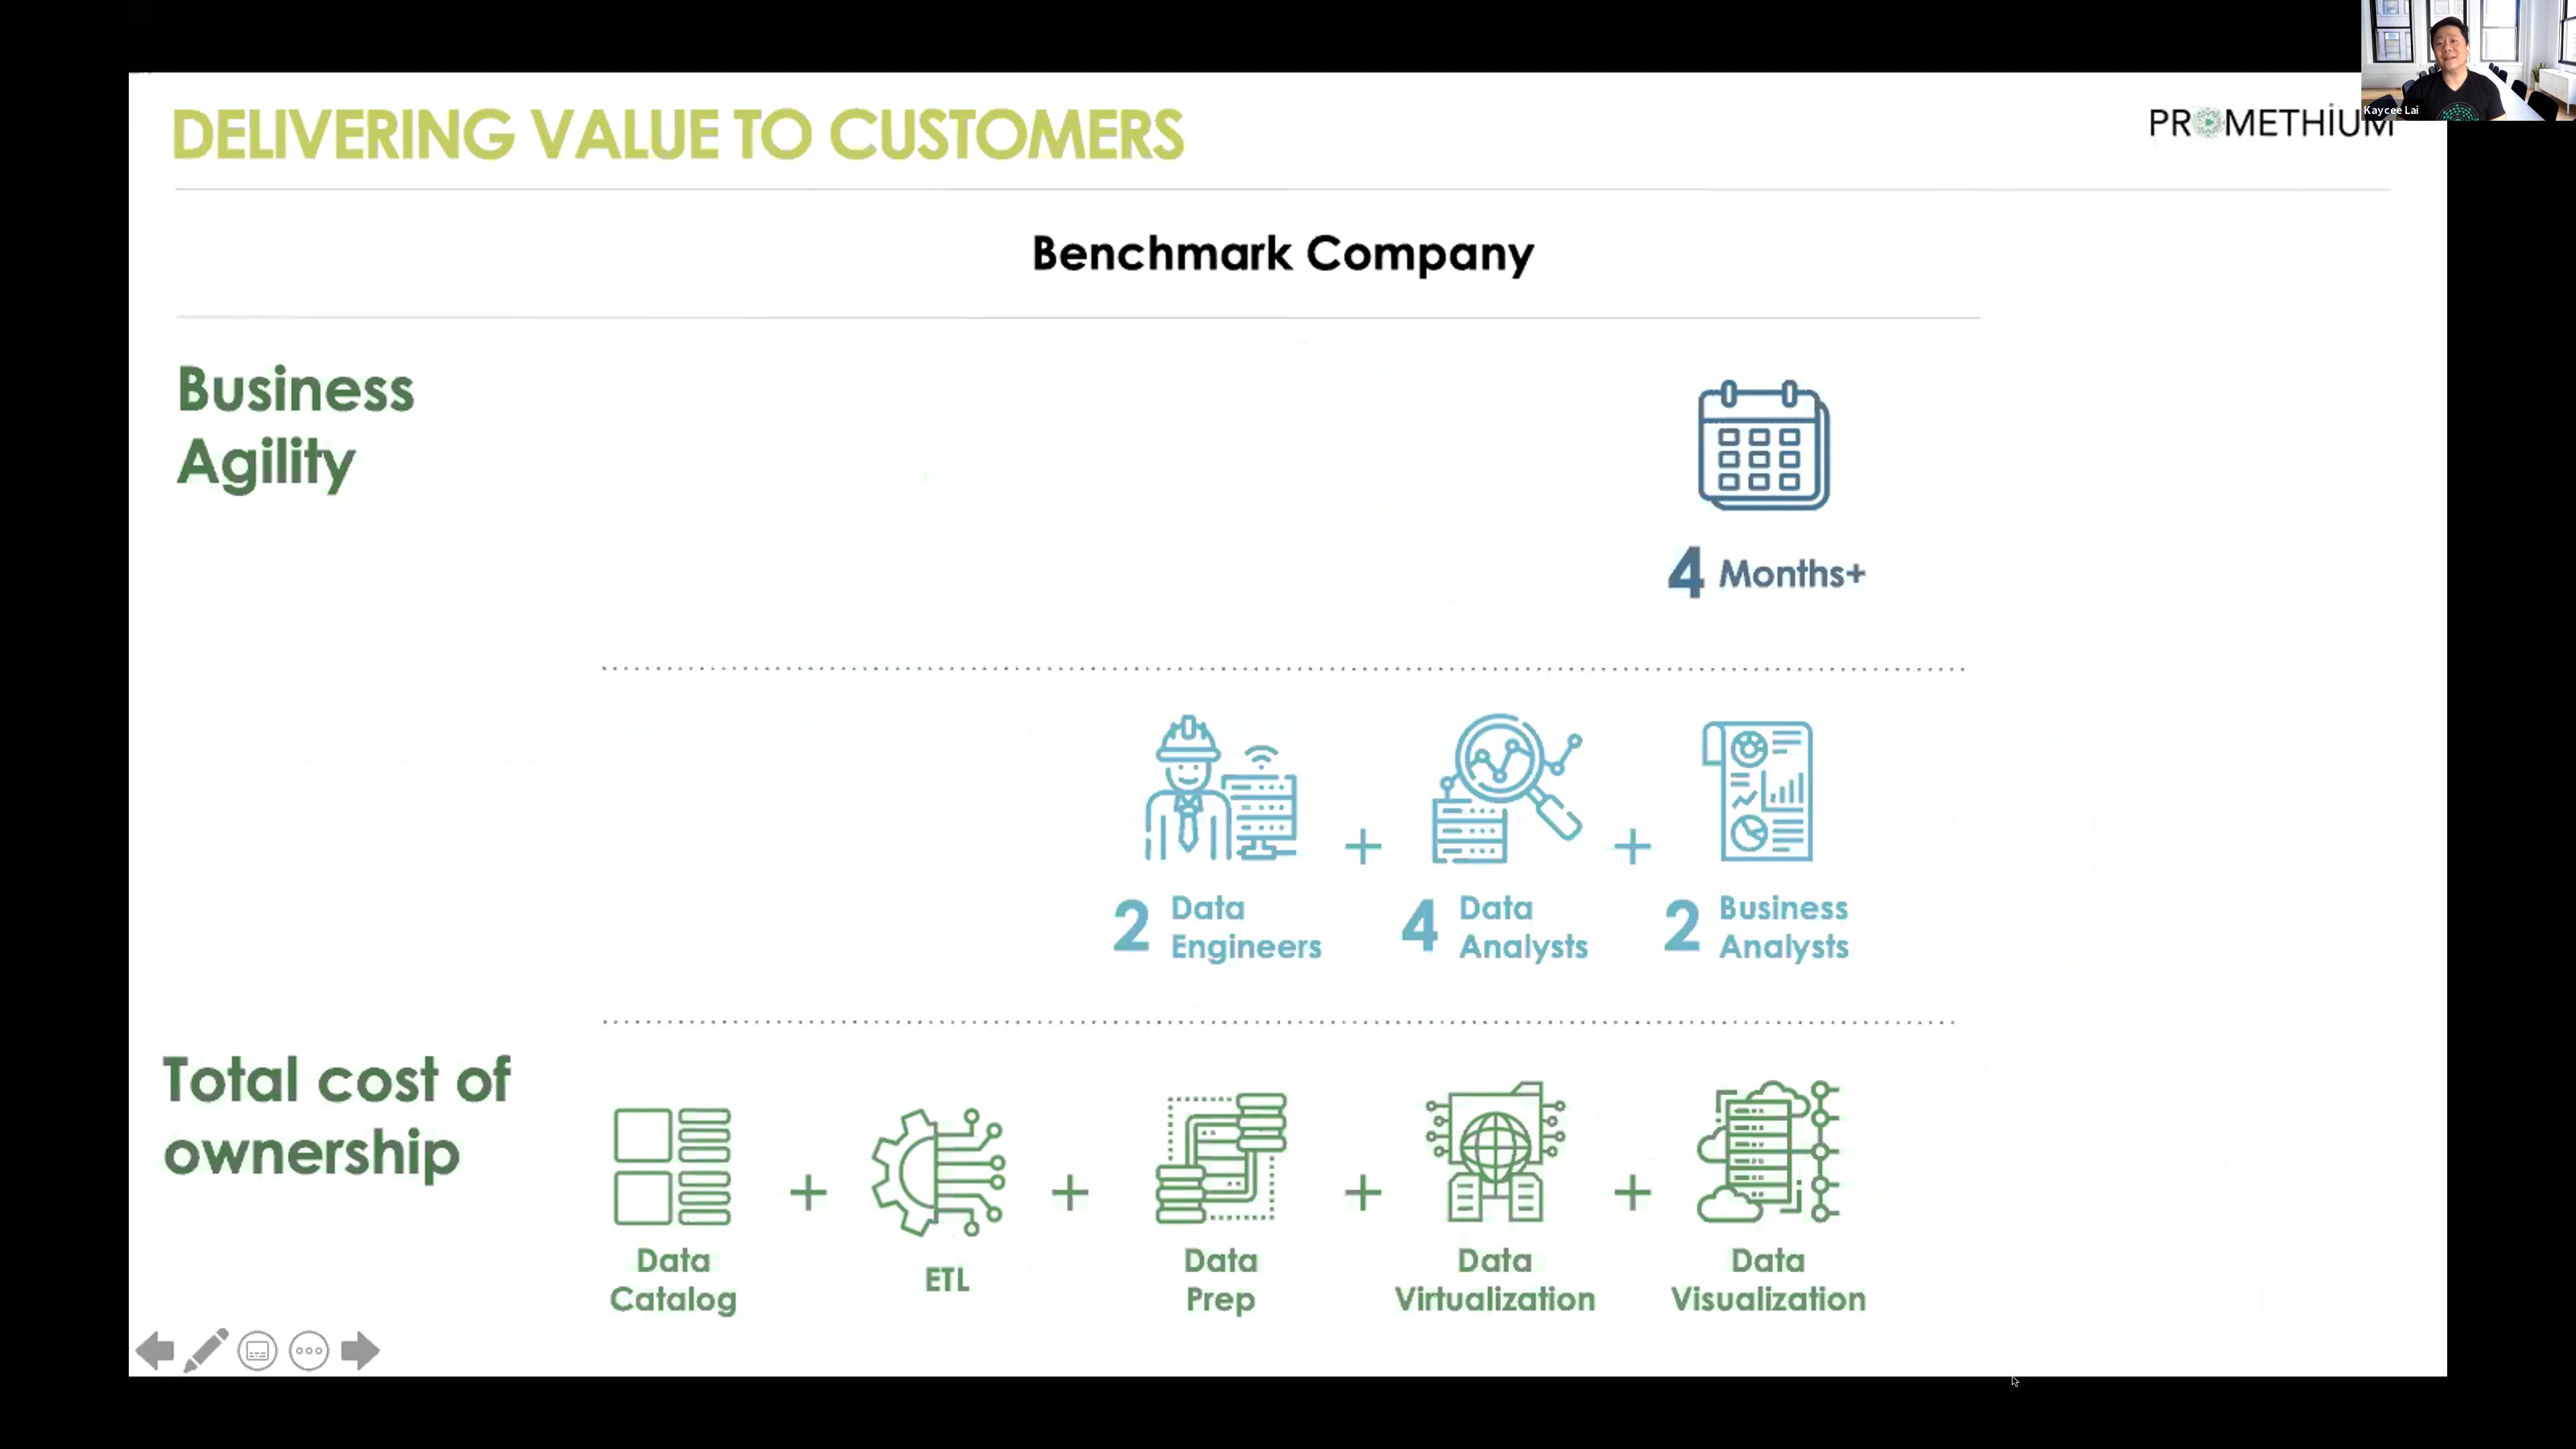 Kaycee Lai
DELIVERING VALUE TO CUSTOMERS
PROMETHIUM
Benchmark Company
Business
Agility
4 Months+
2 Data
Engineers
+
4 Data
Analysts
+
2 Business
Analysts
Total cost of
ownership
Data
Catalog
+
ETL
+
Data
Prep
+
Data
Virtualization
+
Data
Visualization